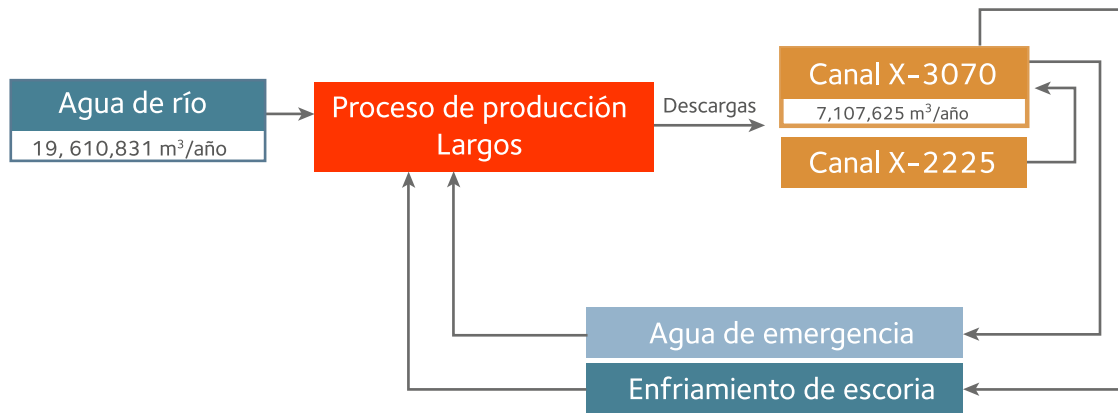 Agua de río
19, 610,831 m³/año
Proceso de producción
Largos
Descargas
Canal X-3070
7,107,625 m³/año
Canal X-2225
Agua de emergencia
Enfriamiento de escoria